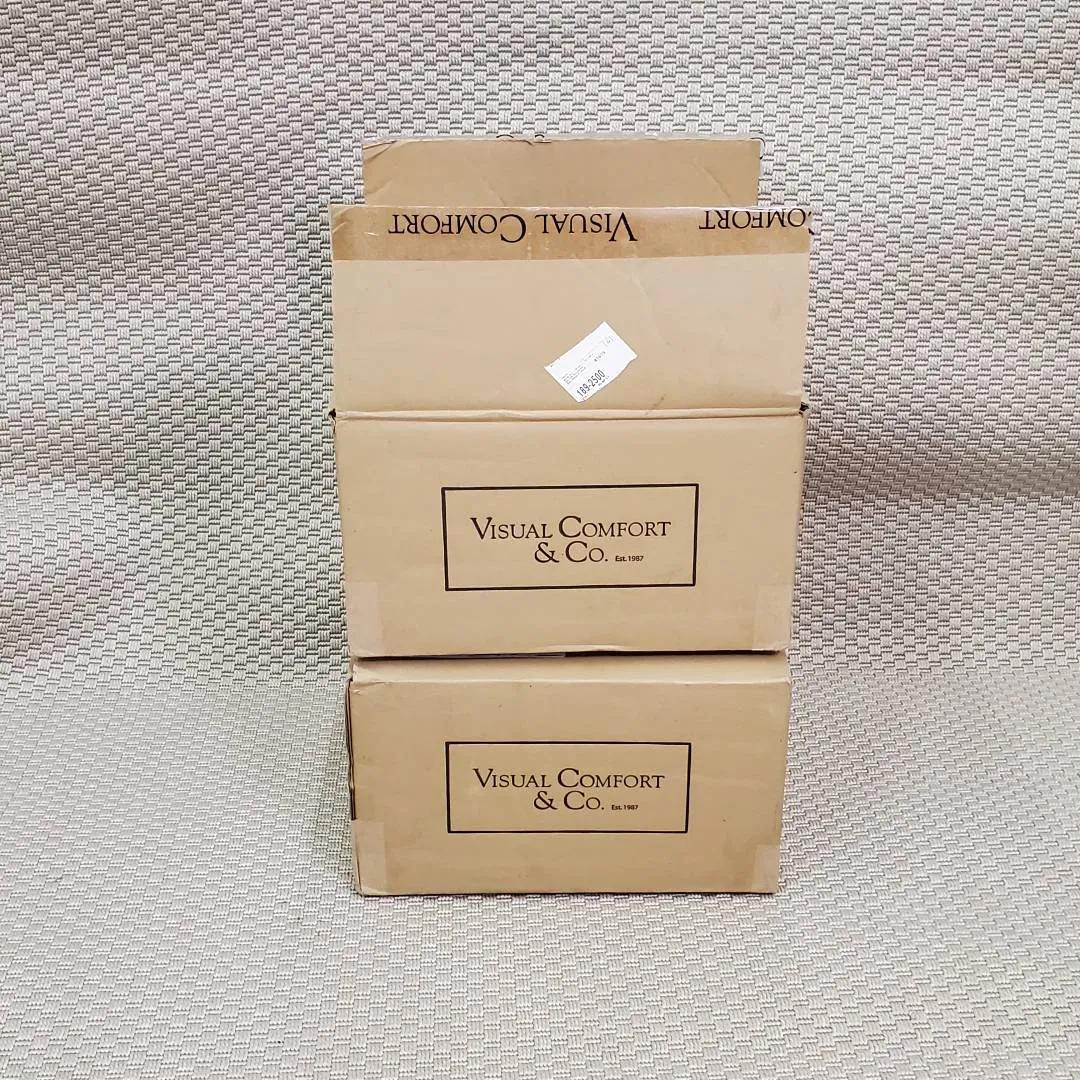 VISUAL COMFORT
COMFORT
189-2500
VISUAL COMFORT
& CO. Est. 1987
VISUAL COMFORT
& CO. Est. 1987